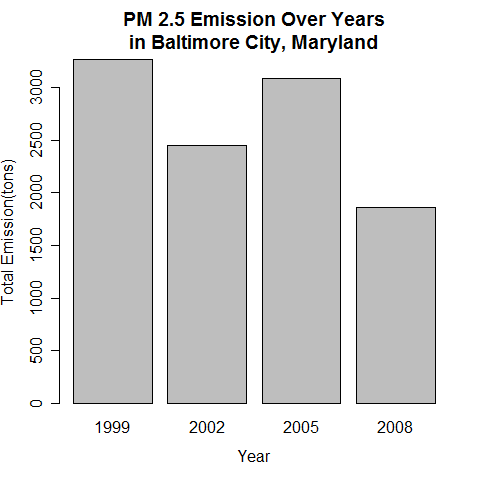 PM 2.5 Emission Over Years
in Baltimore City, Maryland
Total Emission(tons)
3000
2500
2000
1500
1000
500
0
1999 2002 2005 2008
Year